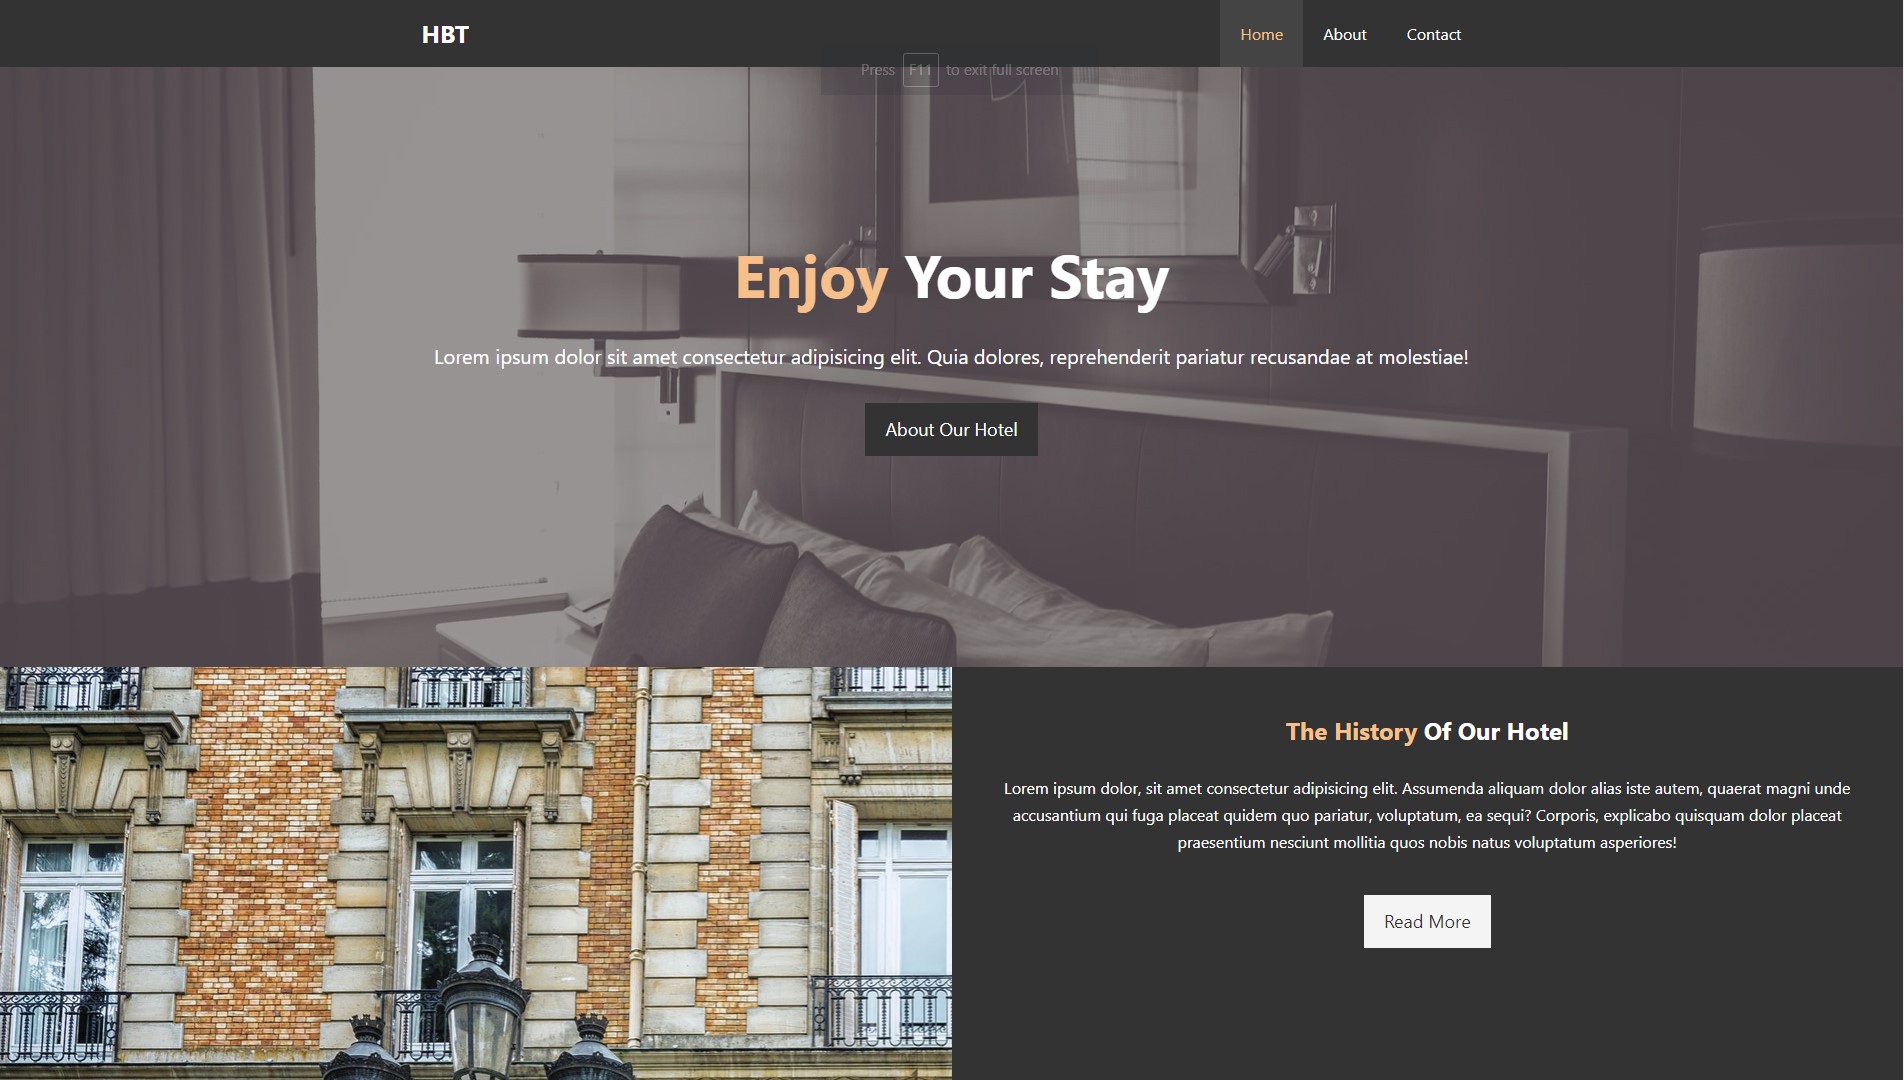 HBT
Home About Contact
Press F11 to exit full screen
Enjoy Your Stay
Lorem ipsum dolor sit amet consectetur adipisicing elit. Quia dolores, reprehenderit pariatur recusandae at molestiae!
About Our Hotel
The History Of Our Hotel
Lorem ipsum dolor, sit amet consectetur adipisicing elit. Assumenda aliquam dolor alias iste autem, quaerat magni unde
accusantium qui fuga placeat quidem quo pariatur, voluptatum, ea sequi? Corporis, explicabo quisquam dolor placeat
praesentium nesciunt mollitia quos nobis natus voluptatum asperiores!
Read More